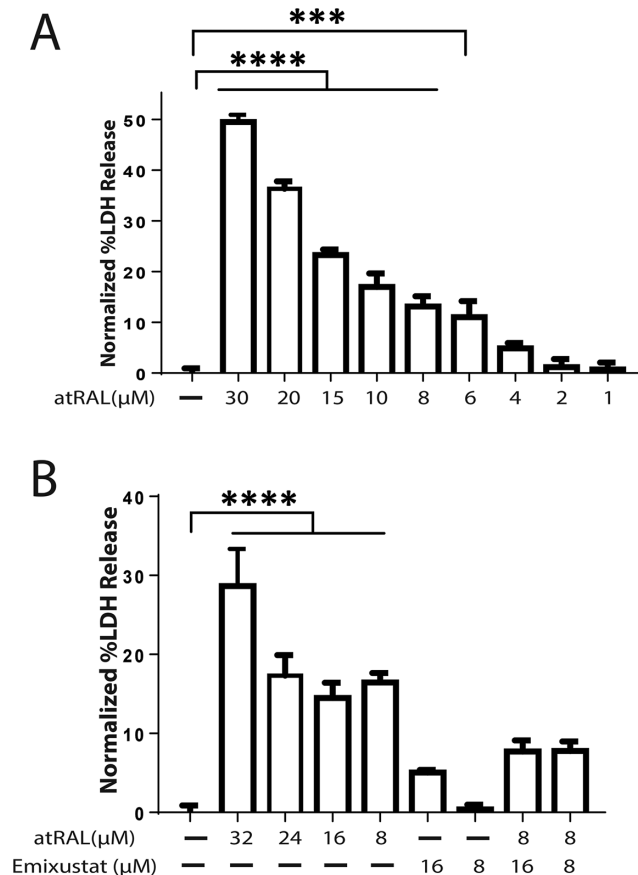 A
***
****
Normalized %LDH Release
50
40
30
20
10
0
atRAL(µM) — 30 20 15 10 8 6 4 2 1
B
****
Normalized %LDH Release
40
30
20
10
0
atRAL(µM) — 32 24 16 8 — — 8 8
Emixustat (µM) — — — — — 16 8 16 8